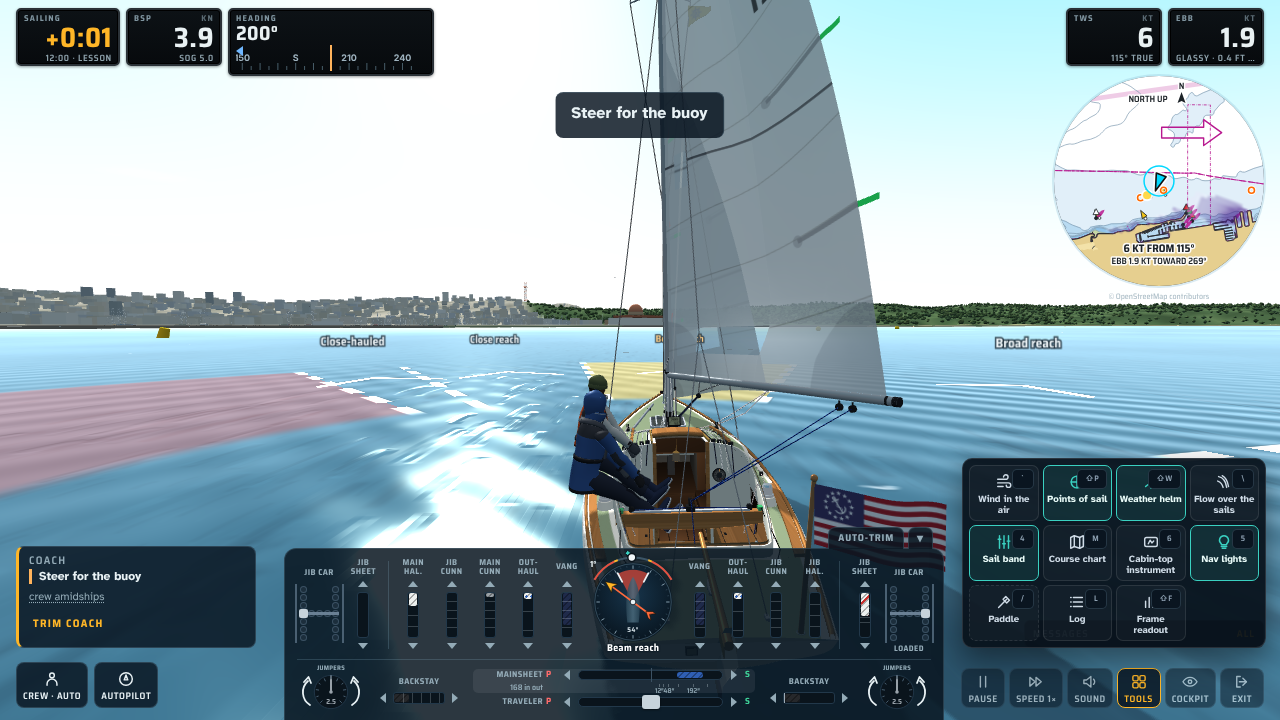 SAILING
+0:01
12:00 · LESSON
BSP KN
3.9
SOG 5.0
HEADING
200°
150 S 210 240
TWS KT
6
115° TRUE
EBB KT
1.9
GLASSY · 0.4 FT ...
Steer for the buoy
N
NORTH UP
6 KT FROM 115°
EBB 1.9 KT TOWARD 269°
© OpenStreetMap contributors
Close-hauled
Close reach
Broad reach
Wind in the air
⇧P
Points of sail
⇧W
Weather helm
\
Flow over the sails
4
Sail band
M
Course chart
6
Cabin-top instrument
5
Nav lights
/
Paddle
L
Log
⇧F
Frame readout
ALL
COACH
Steer for the buoy
crew amidships
TRIM COACH
CREW · AUTO
AUTOPILOT
AUTO-TRIM ▼
JIB CAR
JIB SHEET
MAIN HAL.
JIB CUNN
MAIN CUNN
OUT-HAUL
VANG
1°
54°
Beam reach
VANG
OUT-HAUL
JIB CUNN
JIB HAL.
JIB SHEET
JIB CAR
LOADED
JUMPERS
2.5
BACKSTAY
MAINSHEET P S
168 in out
12'48" 192"
TRAVELER P S
BACKSTAY
JUMPERS
2.5
PAUSE
SPEED 1×
SOUND
TOOLS
COCKPIT
EXIT